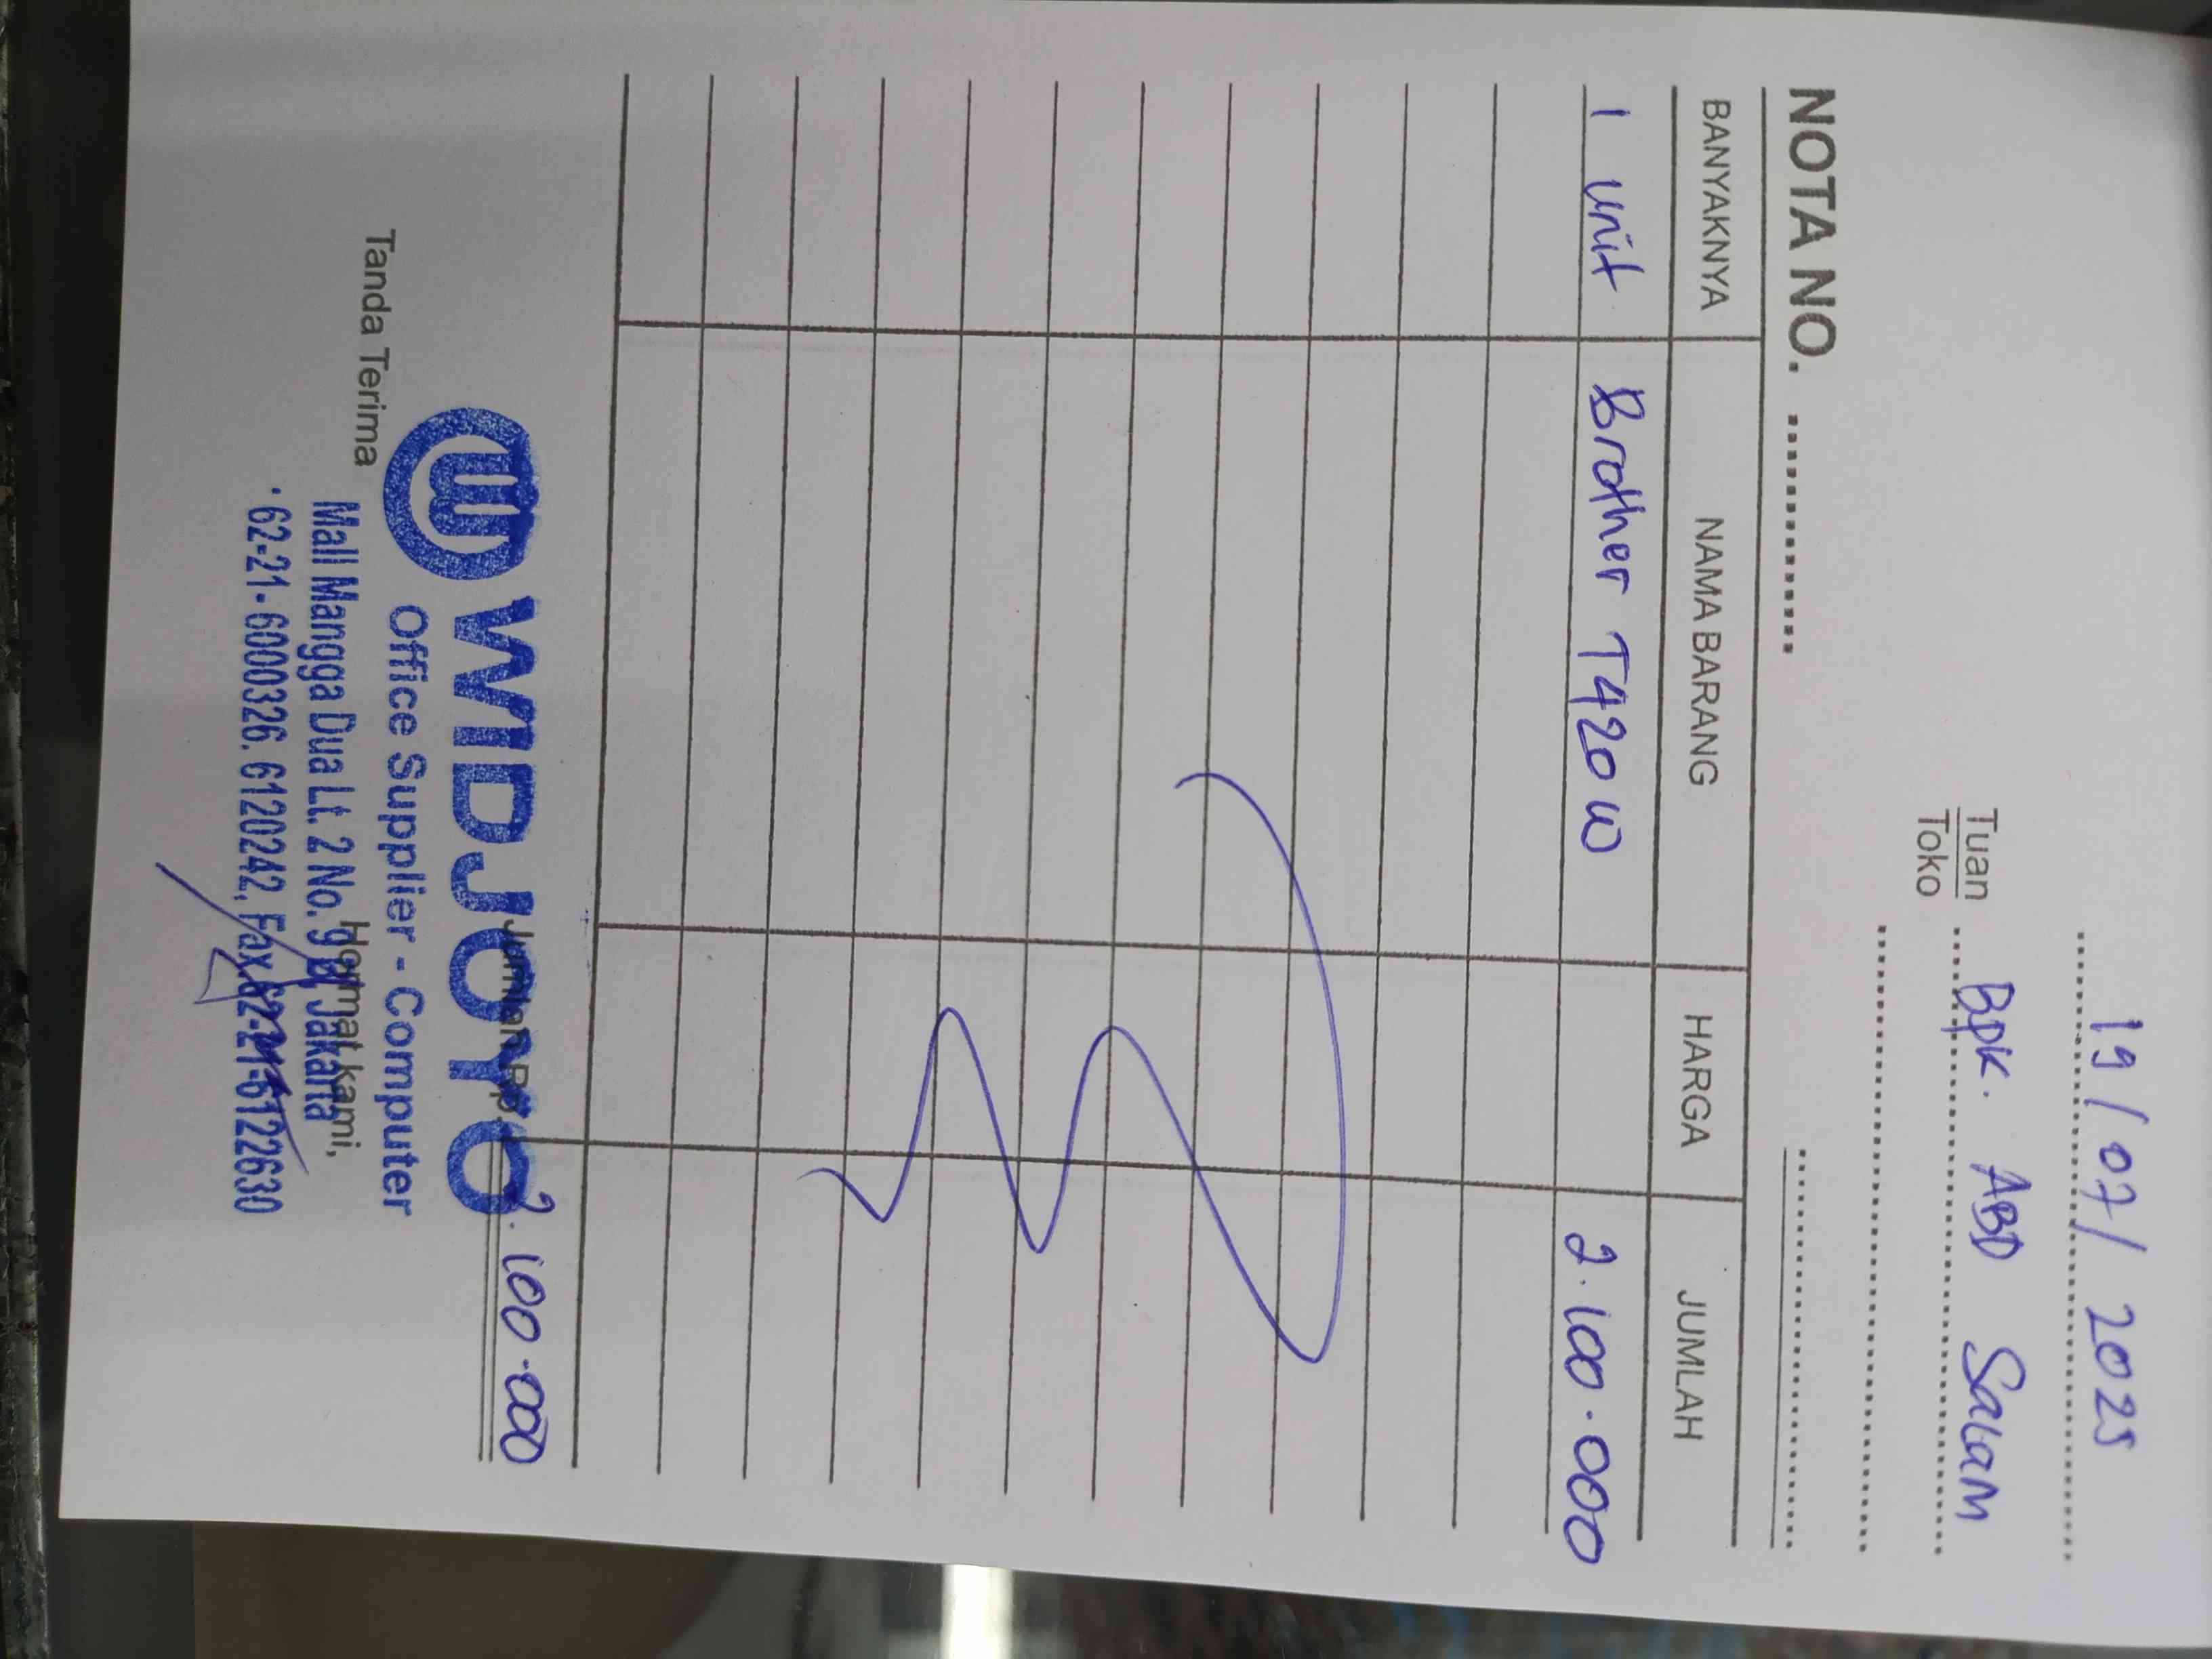 19/07/2025
Tuan Bpk. ABD Salam
Toko
NOTA NO.
BANYAKNYA NAMA BARANG HARGA JUMLAH
1 unit Brother T420W 2.100.000
Jumlah Rp. 2.100.000
WIDJOYO
Office Supplier - Computer
Tanda Terima Hormat kami,
Mall Mangga Dua Lt. 2 No. 9 Jakarta
62-21-6000326, 6120242, Fax.62-21-6122630